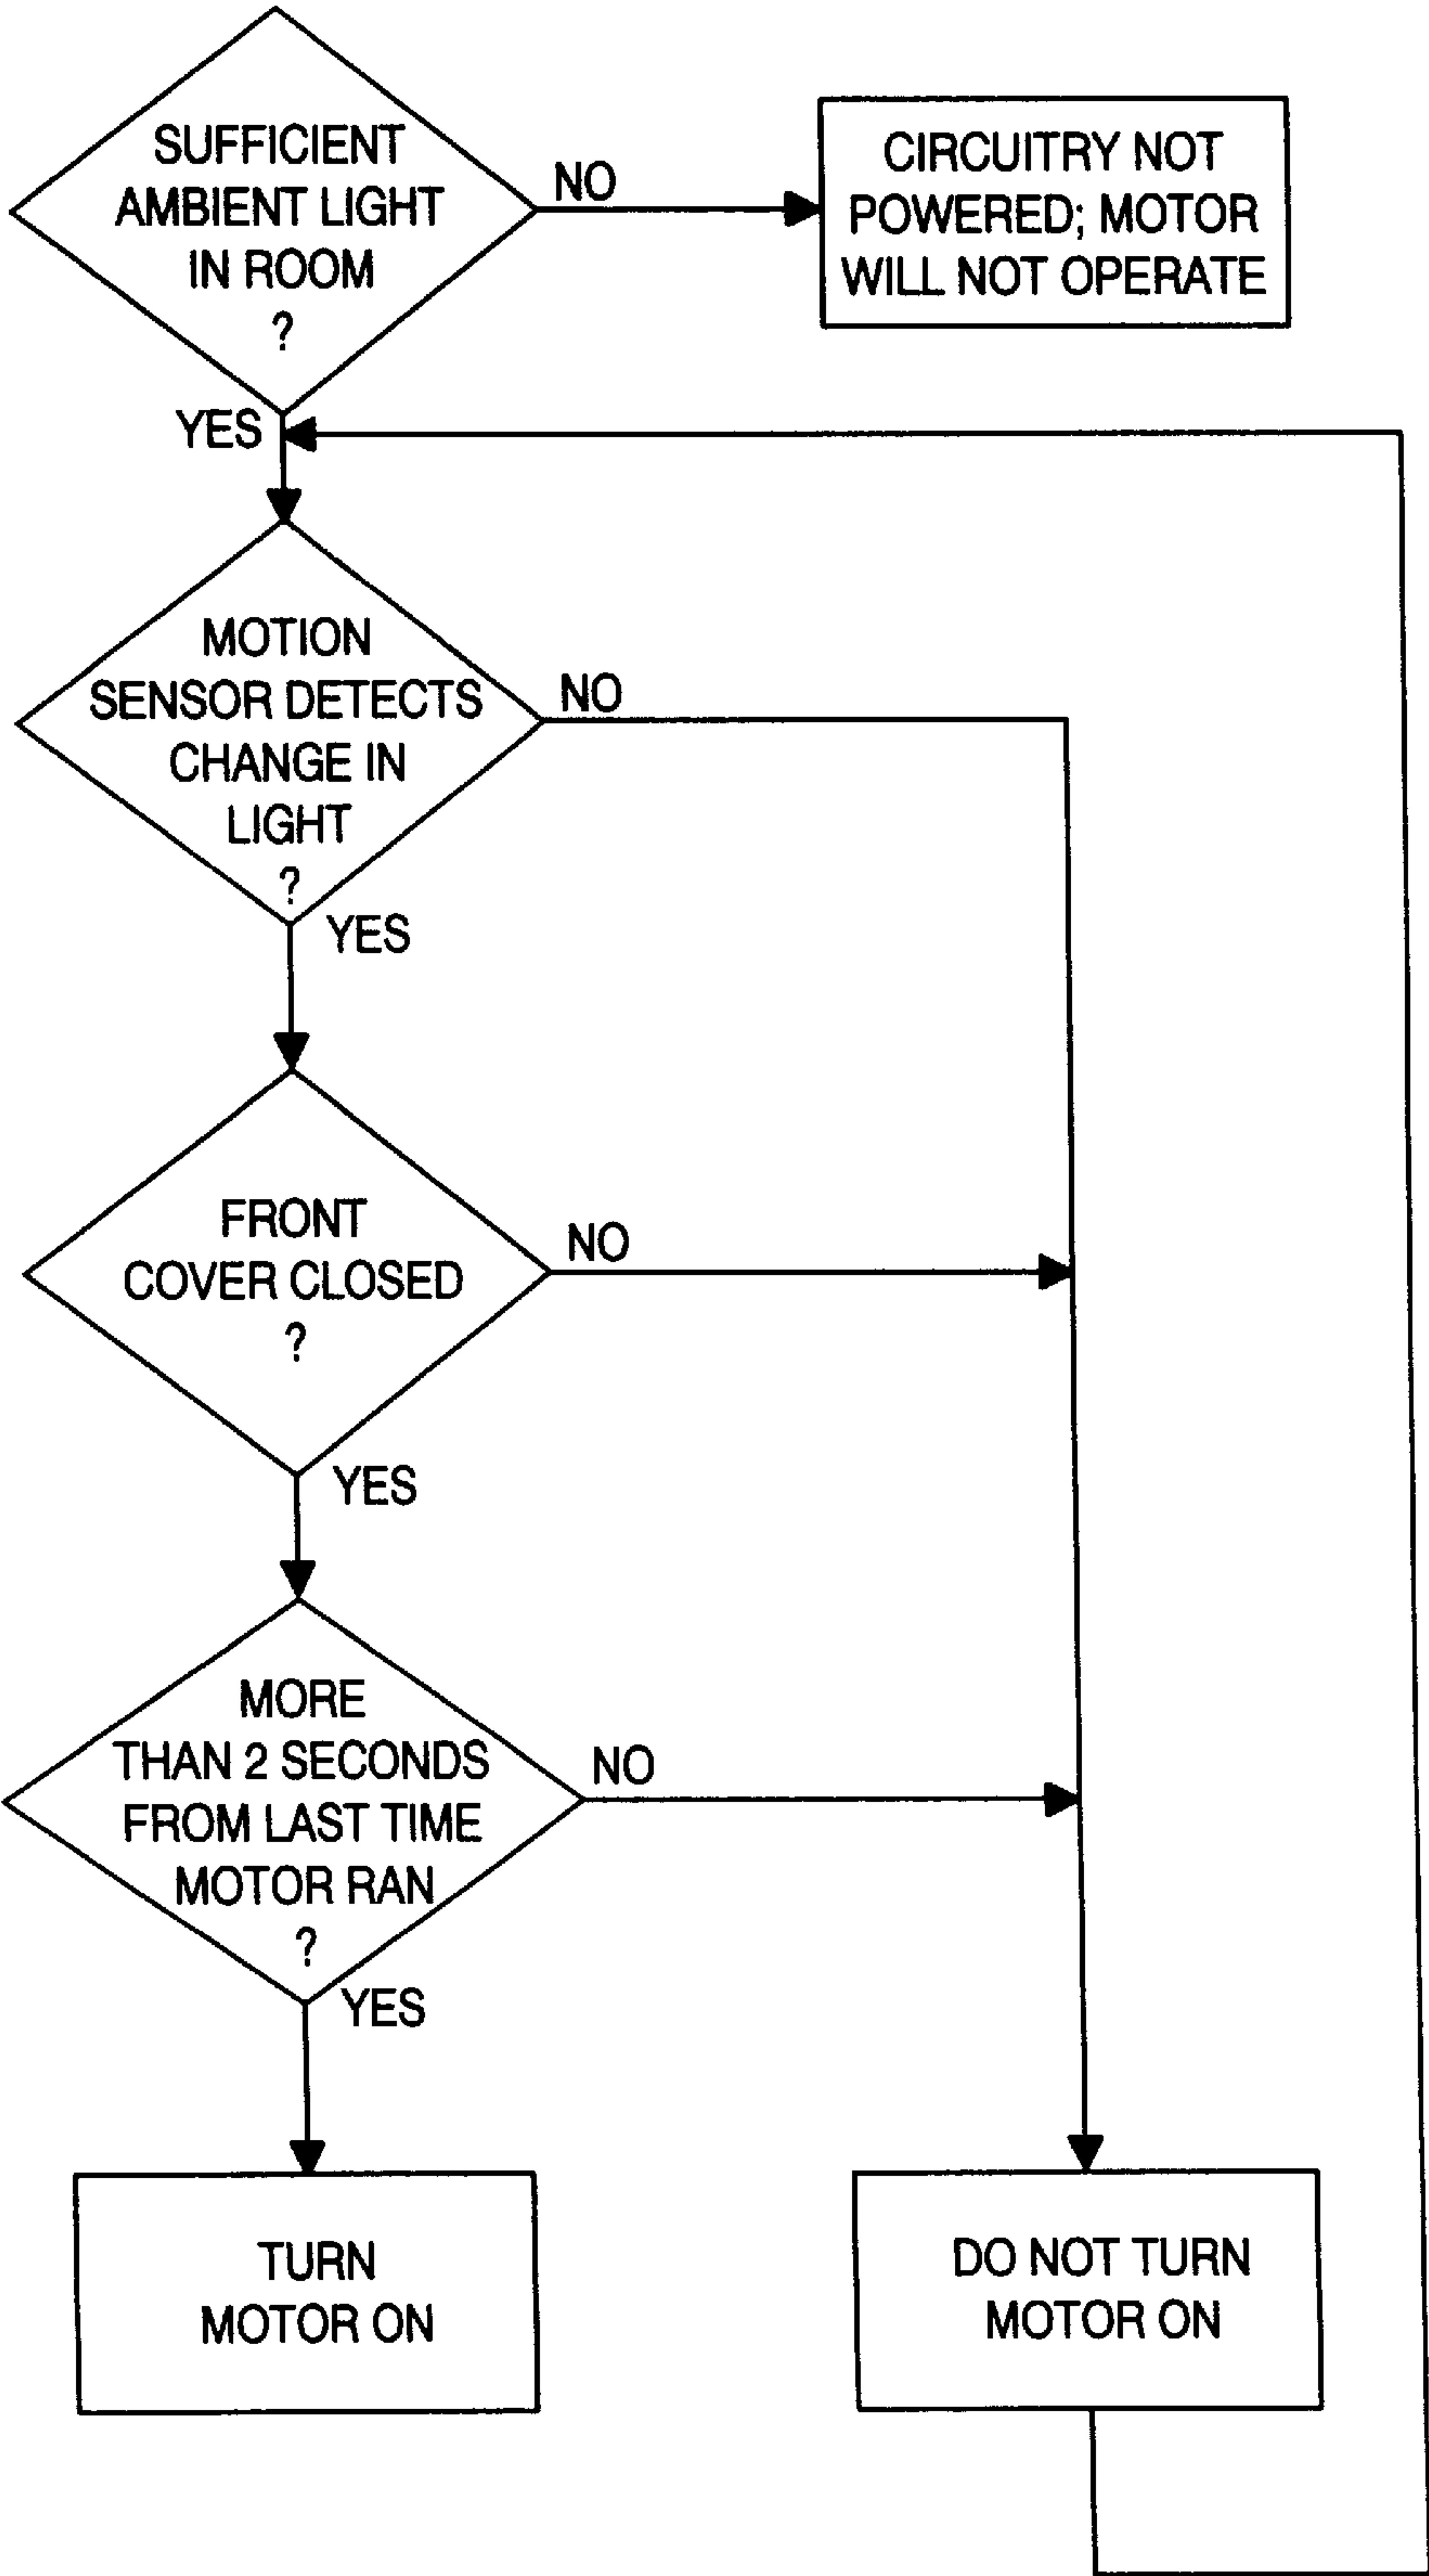 SUFFICIENT
AMBIENT LIGHT
IN ROOM
?
NO
CIRCUITRY NOT
POWERED; MOTOR
WILL NOT OPERATE
YES
MOTION
SENSOR DETECTS
CHANGE IN
LIGHT
?
NO
YES
FRONT
COVER CLOSED
?
NO
YES
MORE
THAN 2 SECONDS
FROM LAST TIME
MOTOR RAN
?
NO
YES
TURN
MOTOR ON
DO NOT TURN
MOTOR ON